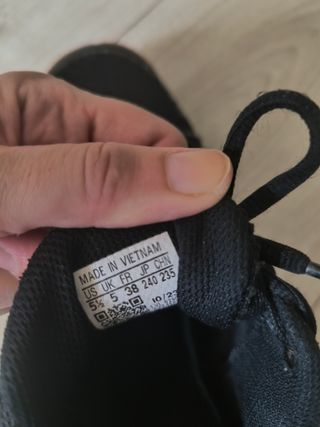 MADE IN VIETNAM
US UK FR JP CHN
5½ 5 38 240 235